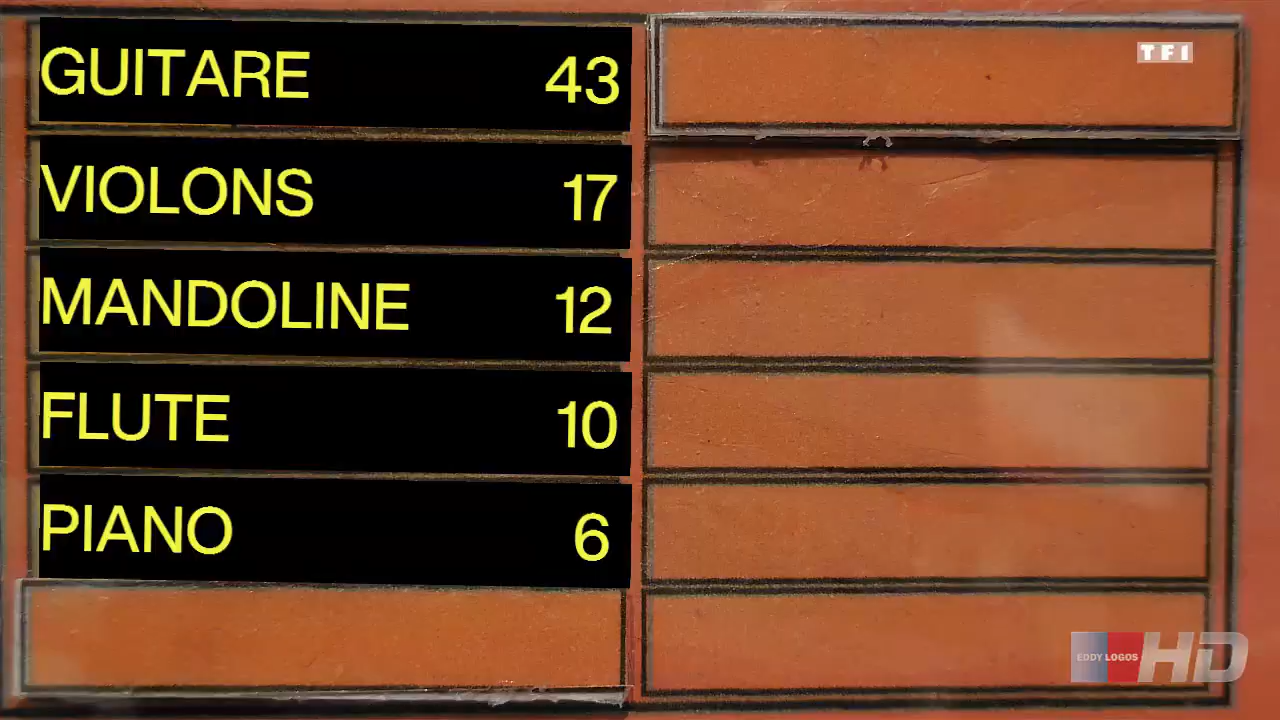 GUITARE 43
TF1
VIOLONS 17
MANDOLINE 12
FLUTE 10
PIANO 6
EDDY LOGOS HD